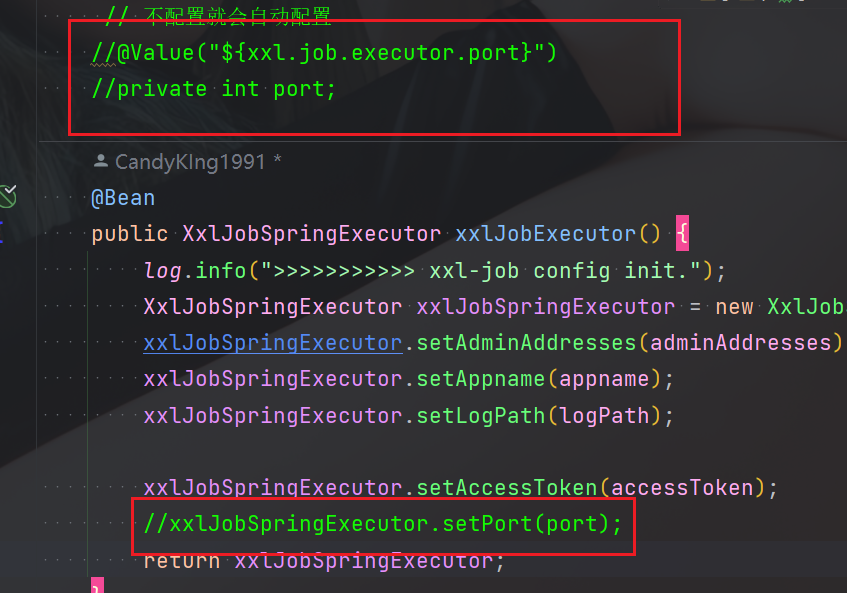 // 不配置就会自动配置
//@Value("${xxl.job.executor.port}")
//private int port;
CandyKIng1991 *
@Bean
public XxlJobSpringExecutor xxlJobExecutor() {
log.info(">>>>>>>>>>> xxl-job config init.");
XxlJobSpringExecutor xxlJobSpringExecutor = new XxlJob
xxlJobSpringExecutor.setAdminAddresses(adminAddresses)
xxlJobSpringExecutor.setAppname(appname);
xxlJobSpringExecutor.setLogPath(logPath);
xxlJobSpringExecutor.setAccessToken(accessToken);
//xxlJobSpringExecutor.setPort(port);
return xxlJobSpringExecutor;
}